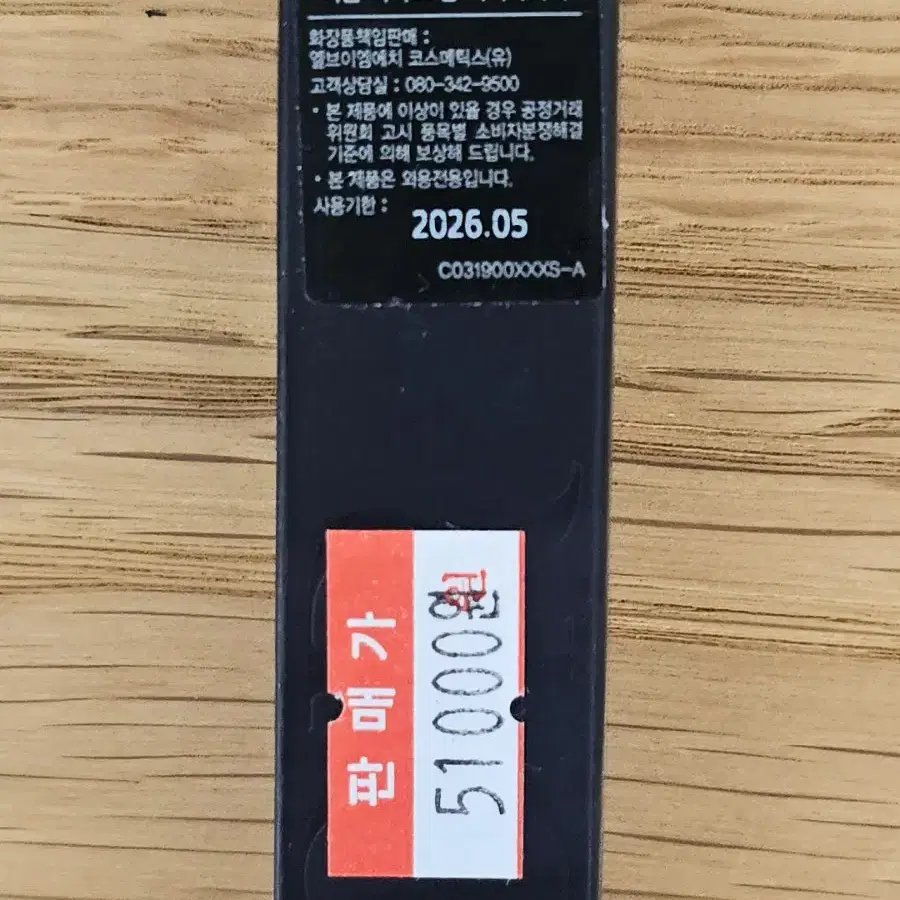 화장품책임판매 :
엘브이엠에치 코스메틱스(유)
고객상담실 : 080-342-9500
• 본 제품에 이상이 있을 경우 공정거래
위원회 고시 품목별 소비자분쟁해결
기준에 의해 보상해 드립니다.
• 본 제품은 외용전용입니다.
사용기한 : 2026.05
C031900XXXS-A
판매가
51000원 원